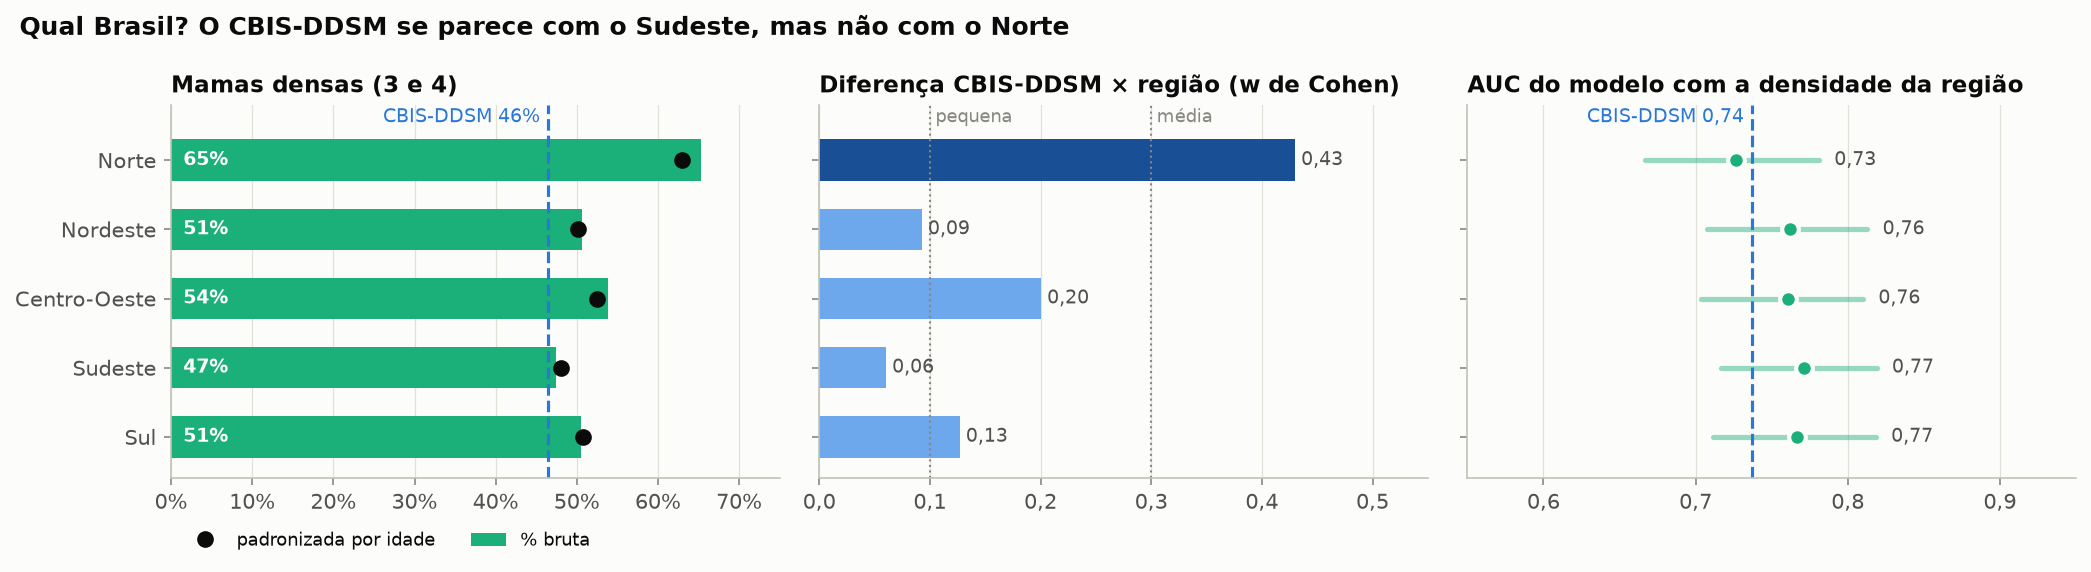 Qual Brasil? O CBIS-DDSM se parece com o Sudeste, mas não com o Norte
Mamas densas (3 e 4)
CBIS-DDSM 46%
Norte
65%
Nordeste
51%
Centro-Oeste
54%
Sudeste
47%
Sul
51%
0%
10%
20%
30%
40%
50%
60%
70%
padronizada por idade
% bruta
Diferença CBIS-DDSM × região (w de Cohen)
pequena
média
0,43
0,09
0,20
0,06
0,13
0,0
0,1
0,2
0,3
0,4
0,5
AUC do modelo com a densidade da região
CBIS-DDSM 0,74
0,73
0,76
0,76
0,77
0,77
0,6
0,7
0,8
0,9